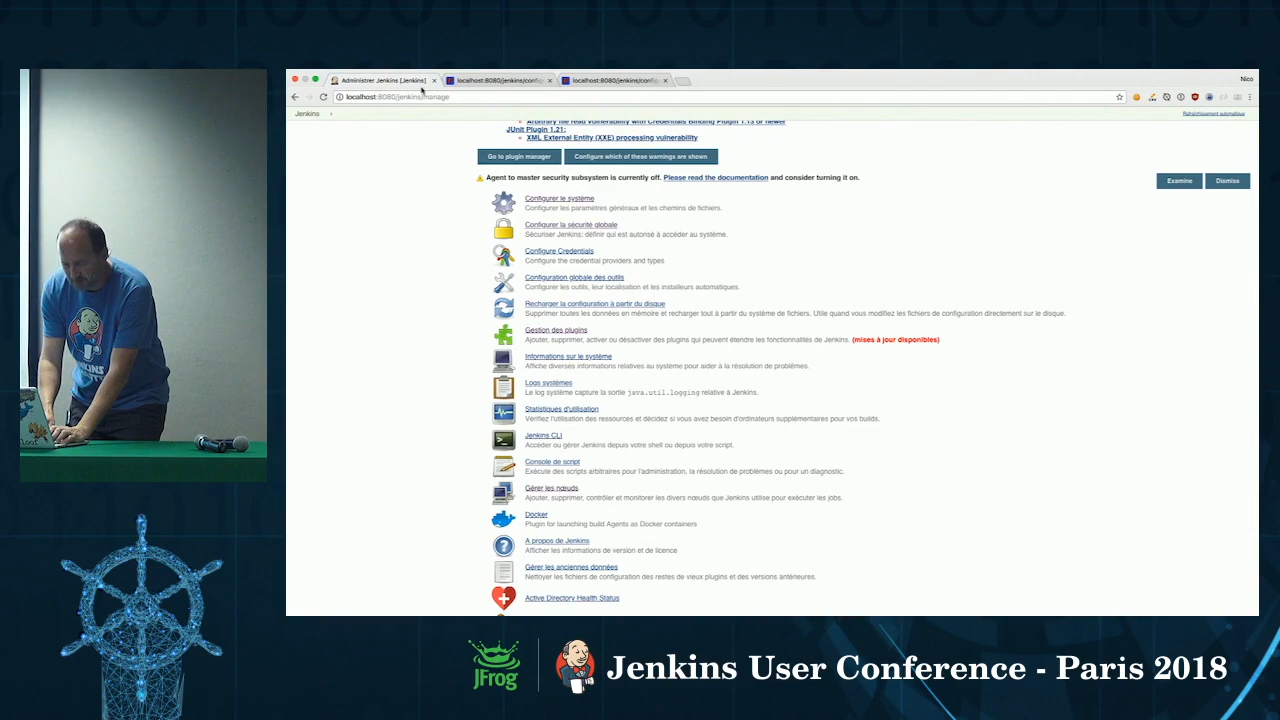 Administrer Jenkins [Jenkins]
localhost:8080/jenkins/config
localhost:8080/jenkins/config
Nico
localhost:8080/jenkins/manage
Jenkins
Rafraîchissement automatique
Arbitrary file read vulnerability with Credentials Binding Plugin 1.13 or newer
JUnit Plugin 1.21:
XML External Entity (XXE) processing vulnerability
Go to plugin manager
Configure which of these warnings are shown
Agent to master security subsystem is currently off. Please read the documentation and consider turning it on.
Examine
Dismiss
Configurer le système
Configurer les paramètres généraux et les chemins de fichiers.
Configurer la sécurité globale
Sécuriser Jenkins; définir qui est autorisé à accéder au système.
Configure Credentials
Configure the credential providers and types
Configuration globale des outils
Configurer les outils, leur localisation et les installeurs automatiques.
Recharger la configuration à partir du disque
Supprimer toutes les données en mémoire et recharger tout à partir du système de fichiers. Utile quand vous modifiez les fichiers de configuration directement sur le disque.
Gestion des plugins
Ajouter, supprimer, activer ou désactiver des plugins qui peuvent étendre les fonctionnalités de Jenkins. (mises à jour disponibles)
Informations sur le système
Affiche diverses informations relatives au système pour aider à la résolution de problèmes.
Logs systèmes
Le log système capture la sortie java.util.logging relative à Jenkins.
Statistiques d'utilisation
Vérifiez l'utilisation des ressources et décidez si vous avez besoin d'ordinateurs supplémentaires pour vos builds.
Jenkins CLI
Accéder ou gérer Jenkins depuis votre shell ou depuis votre script.
Console de script
Exécute des scripts arbitraires pour l'administration, la résolution de problèmes ou pour un diagnostic.
Gérer les nœuds
Ajouter, supprimer, contrôler et monitorer les divers nœuds que Jenkins utilise pour exécuter les jobs.
Docker
Plugin for launching build Agents as Docker containers
A propos de Jenkins
Afficher les informations de version et de licence
Gérer les anciennes données
Nettoyer les fichiers de configuration des restes de vieux plugins et des versions antérieures.
Active Directory Health Status
JFrog
Jenkins User Conference - Paris 2018